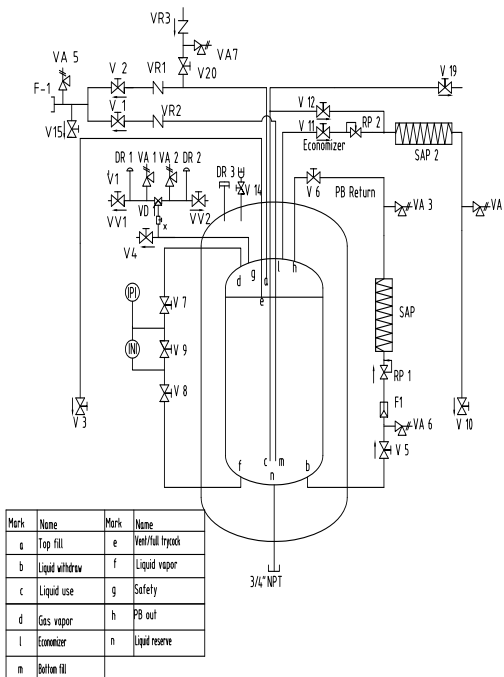 VR3
VA7
VA 5
V 2
VR1
V20
F-1
V 1
VR2
V15
V 19
V 12
V 11
RP 2
Economizer
SAP 2
DR 1
VA 1
VA 2
DR 2
DR 3
V 14
V 6
PB Return
V1
VD
VV1
VV2
x
V4
VA 3
VA
g
l
h
d
a
e
IPI
V 7
INI
V 9
V 8
SAP
RP 1
F1
VA 6
V 3
V 10
V 5
c
m
f
n
b
3/4"NPT
Mark Name Mark Name
a Top fill e Vent/full trycock
b Liquid withdraw f Liquid vapor
c Liquid use g Safety
d Gas vapor h PB out
l Economizer n Liquid reserve
m Bottom fill